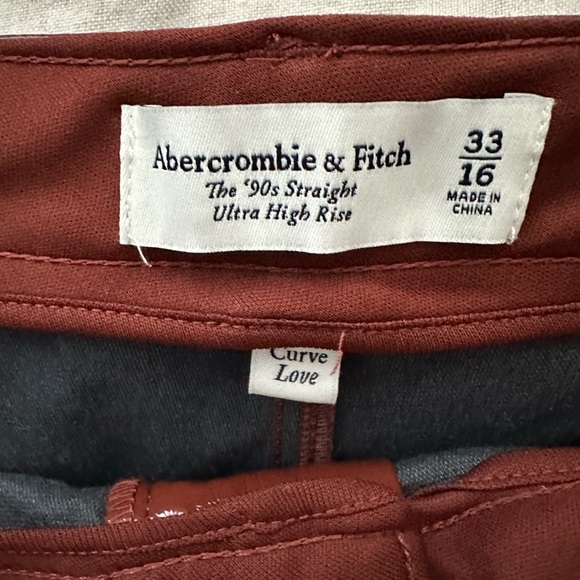 Abercrombie & Fitch
The ‘90s Straight
Ultra High Rise
33
16
MADE IN
CHINA
Curve
Love